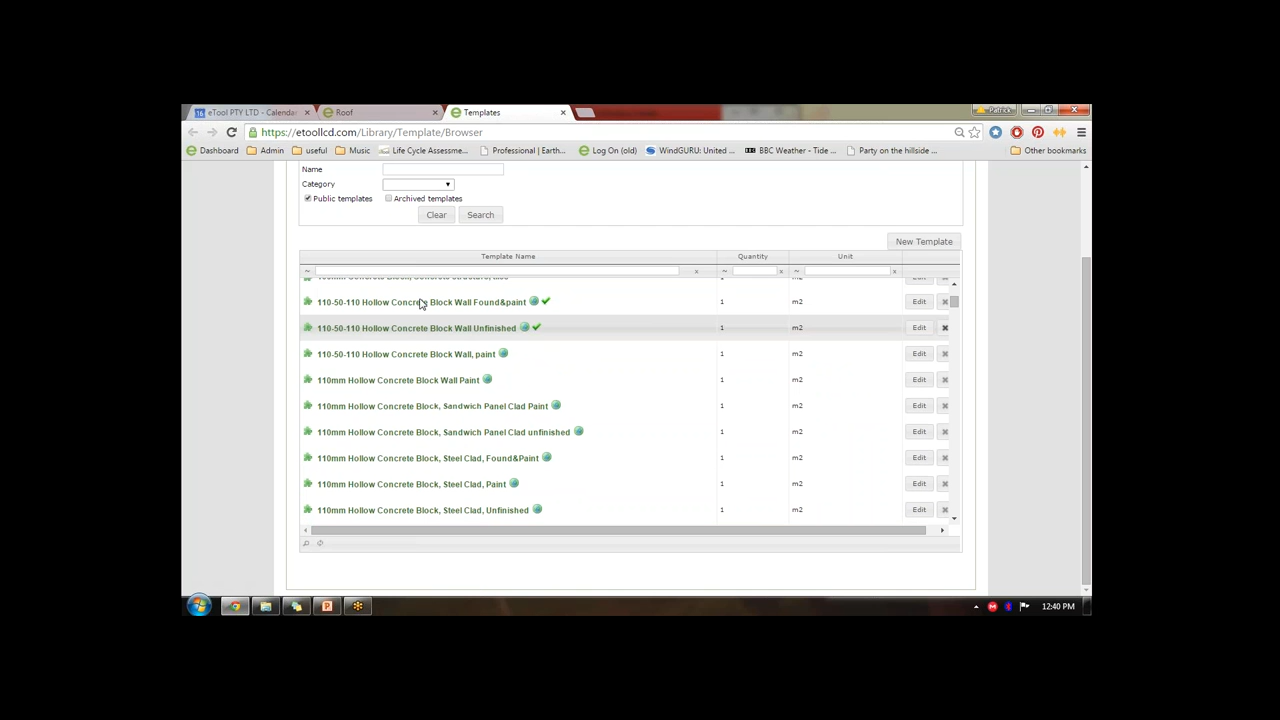 eTool PTY LTD - Calenda × Roof × Templates × Patrick
https://etoollcd.com/Library/Template/Browser
Dashboard Admin useful Music Life Cycle Assessme... Professional | Earth... Log On (old) WindGURU: United ... BBC Weather - Tide ... Party on the hillside ... Other bookmarks
Name
Category
Public templates Archived templates
Clear Search
New Template
Template Name Quantity Unit
~ x ~ x ~ x
110-50-110 Hollow Concrete Block Wall Found&paint 1 m2 Edit
110-50-110 Hollow Concrete Block Wall Unfinished 1 m2 Edit
110-50-110 Hollow Concrete Block Wall, paint 1 m2 Edit
110mm Hollow Concrete Block Wall Paint 1 m2 Edit
110mm Hollow Concrete Block, Sandwich Panel Clad Paint 1 m2 Edit
110mm Hollow Concrete Block, Sandwich Panel Clad unfinished 1 m2 Edit
110mm Hollow Concrete Block, Steel Clad, Found&Paint 1 m2 Edit
110mm Hollow Concrete Block, Steel Clad, Paint 1 m2 Edit
110mm Hollow Concrete Block, Steel Clad, Unfinished 1 m2 Edit
12:40 PM